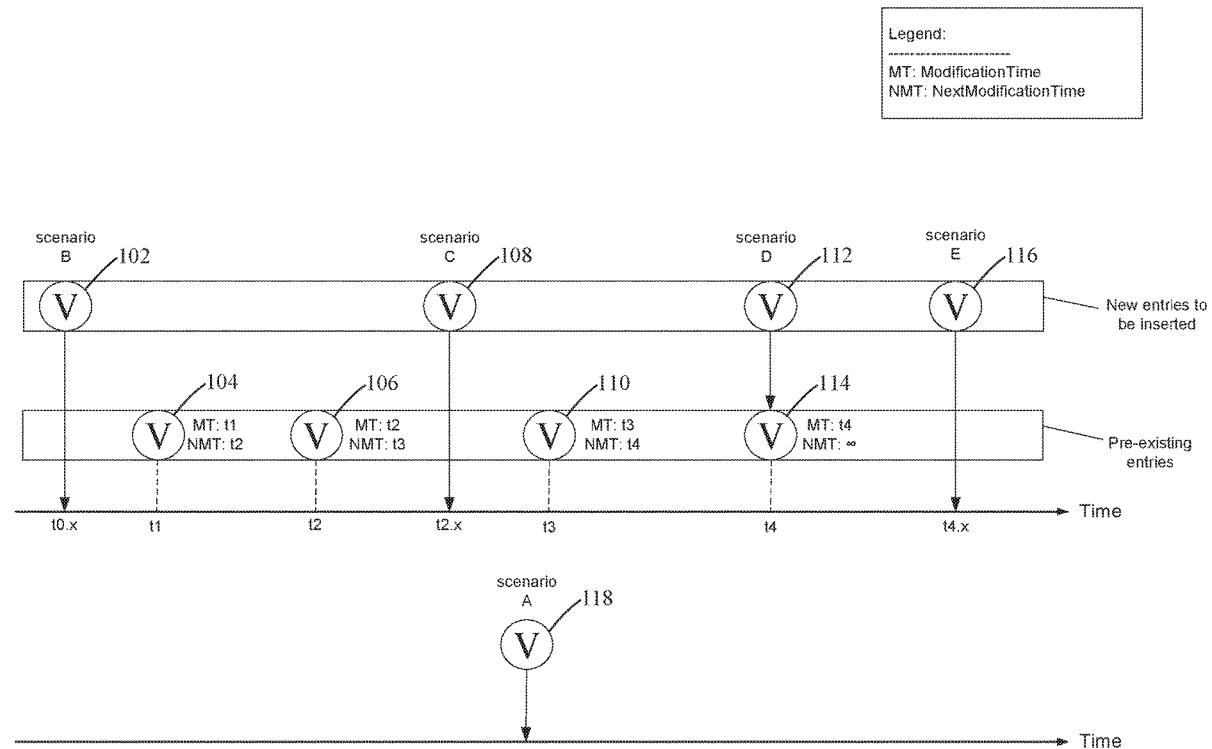 Legend:
----------------------
MT: ModificationTime
NMT: NextModificationTime
scenario
B
102
scenario
C
108
scenario
D
112
scenario
E
116
V
V
V
V
New entries to
be inserted
104
106
110
114
V
MT: t1
NMT: t2
V
MT: t2
NMT: t3
V
MT: t3
NMT: t4
V
MT: t4
NMT: ∞
Pre-existing
entries
t0.x
t1
t2
t2.x
t3
t4
t4.x
Time
scenario
A
118
V
Time